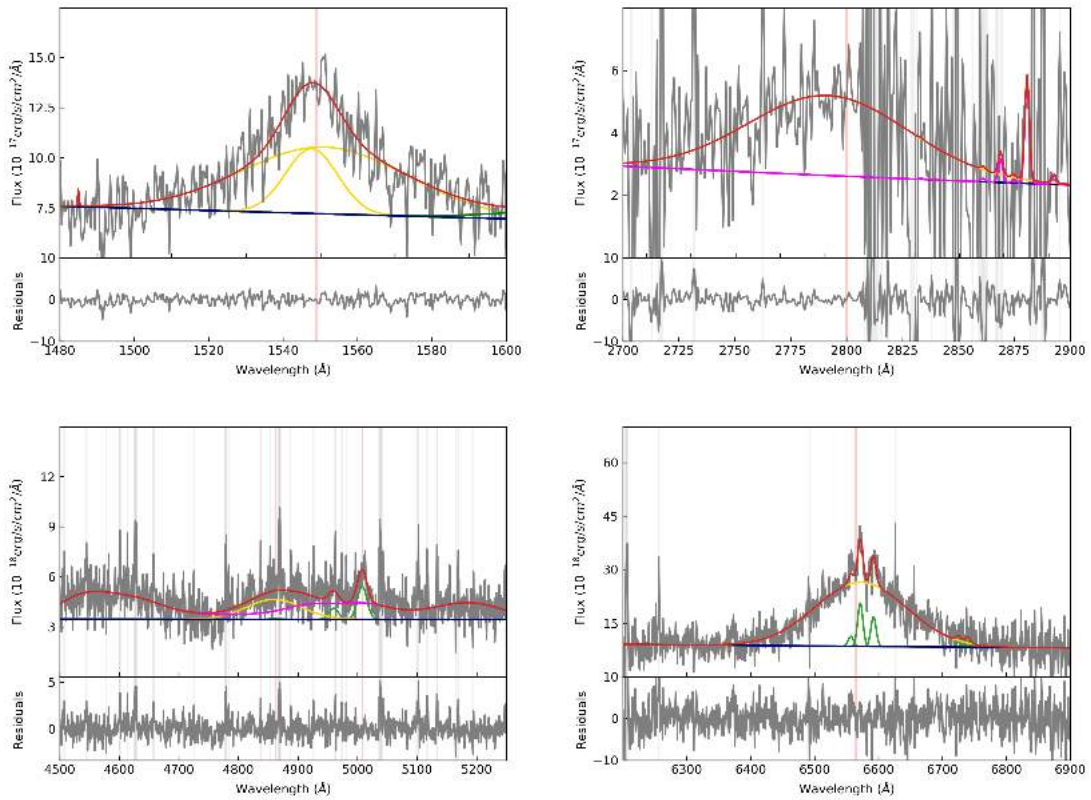 Flux (10 17erg/s/cm²/Å)
15.0
12.5
10.0
7.5
Residuals
10
0
−10
1480 1500 1520 1540 1560 1580 1600
Wavelength (Å)
Flux (10 17erg/s/cm²/Å)
6
4
2
Residuals
10
0
−10
2700 2725 2750 2775 2800 2825 2850 2875 2900
Wavelength (Å)
Flux (10 18erg/s/cm²/Å)
12
9
6
3
Residuals
5
0
4500 4600 4700 4800 4900 5000 5100 5200
Wavelength (Å)
Flux (10 18erg/s/cm²/Å)
60
45
30
15
Residuals
10
0
−10
6300 6400 6500 6600 6700 6800 6900
Wavelength (Å)